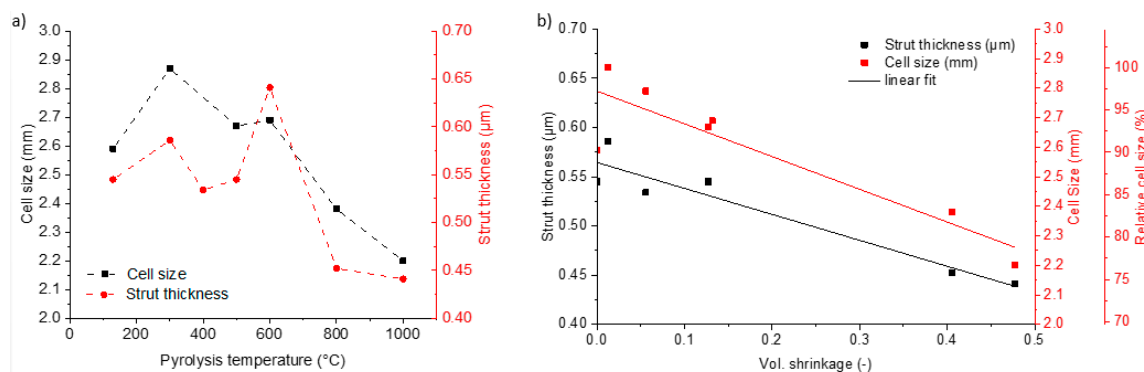 a)
3.0
2.9
2.8
2.7
2.6
2.5
2.4
2.3
2.2
2.1
2.0
Cell size (mm)
0.70
0.65
0.60
0.55
0.50
0.45
0.40
Strut thickness (µm)
Cell size
Strut thickness
0 200 400 600 800 1000
Pyrolysis temperature (°C)
b)
0.70
0.65
0.60
0.55
0.50
0.45
0.40
Strut thickness (µm)
Strut thickness (µm)
Cell size (mm)
linear fit
3.0
2.9
2.8
2.7
2.6
2.5
2.4
2.3
2.2
2.1
2.0
Cell Size (mm)
100
95
90
85
80
75
70
Relative cell size (%)
0.0 0.1 0.2 0.3 0.4 0.5
Vol. shrinkage (-)